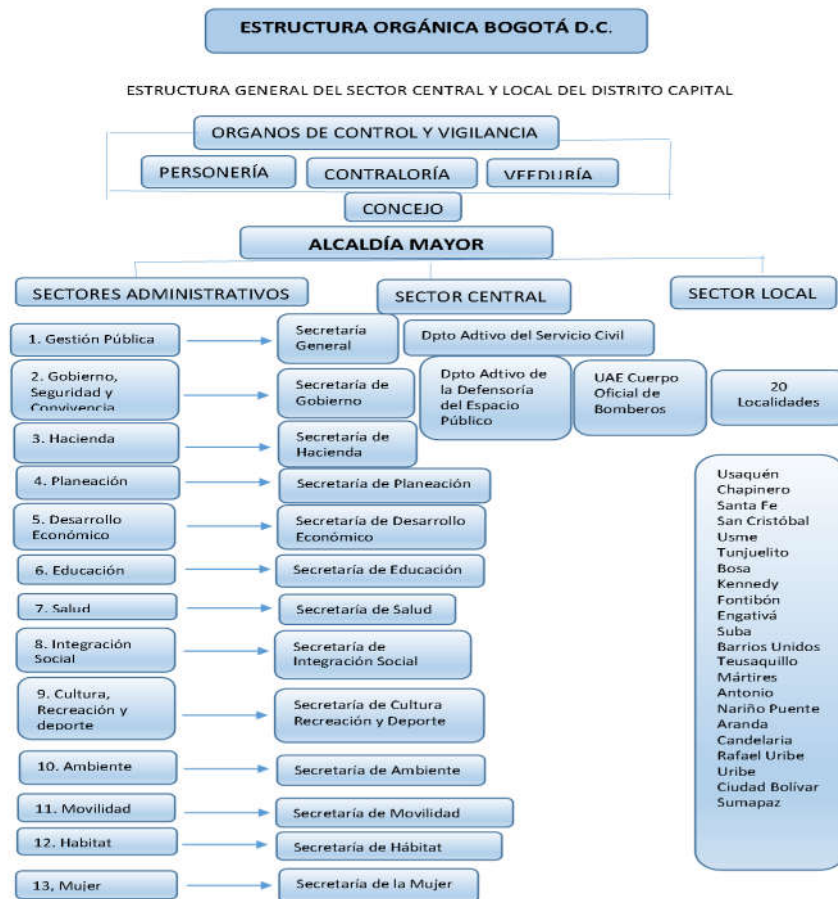 ESTRUCTURA ORGÁNICA BOGOTÁ D.C.
ESTRUCTURA GENERAL DEL SECTOR CENTRAL Y LOCAL DEL DISTRITO CAPITAL
ORGANOS DE CONTROL Y VIGILANCIA
PERSONERÍA
CONTRALORÍA
VEEDURÍA
CONCEJO
ALCALDÍA MAYOR
SECTORES ADMINISTRATIVOS
SECTOR CENTRAL
SECTOR LOCAL
1. Gestión Pública
Secretaría
General
Dpto Adtivo del Servicio Civil
2. Gobierno,
Seguridad y
Convivencia
Secretaría de
Gobierno
Dpto Adtivo de
la Defensoría
del Espacio
Público
UAE Cuerpo
Oficial de
Bomberos
20
Localidades
3. Hacienda
Secretaría de
Hacienda
4. Planeación
Secretaría de Planeación
5. Desarrollo
Económico
Secretaría de Desarrollo
Económico
6. Educación
Secretaría de Educación
7. Salud
Secretaría de Salud
8. Integración
Social
Secretaría de
Integración Social
9. Cultura,
Recreación y
deporte
Secretaría de Cultura
Recreación y Deporte
10. Ambiente
Secretaría de Ambiente
11. Movilidad
Secretaría de Movilidad
12. Habitat
Secretaría de Hábitat
13, Mujer
Secretaría de la Mujer
Usaquén
Chapinero
Santa Fe
San Cristóbal
Usme
Tunjuelito
Bosa
Kennedy
Fontibón
Engativá
Suba
Barrios Unidos
Teusaquillo
Mártires
Antonio
Nariño Puente
Aranda
Candelaria
Rafael Uribe
Uribe
Ciudad Bolívar
Sumapaz